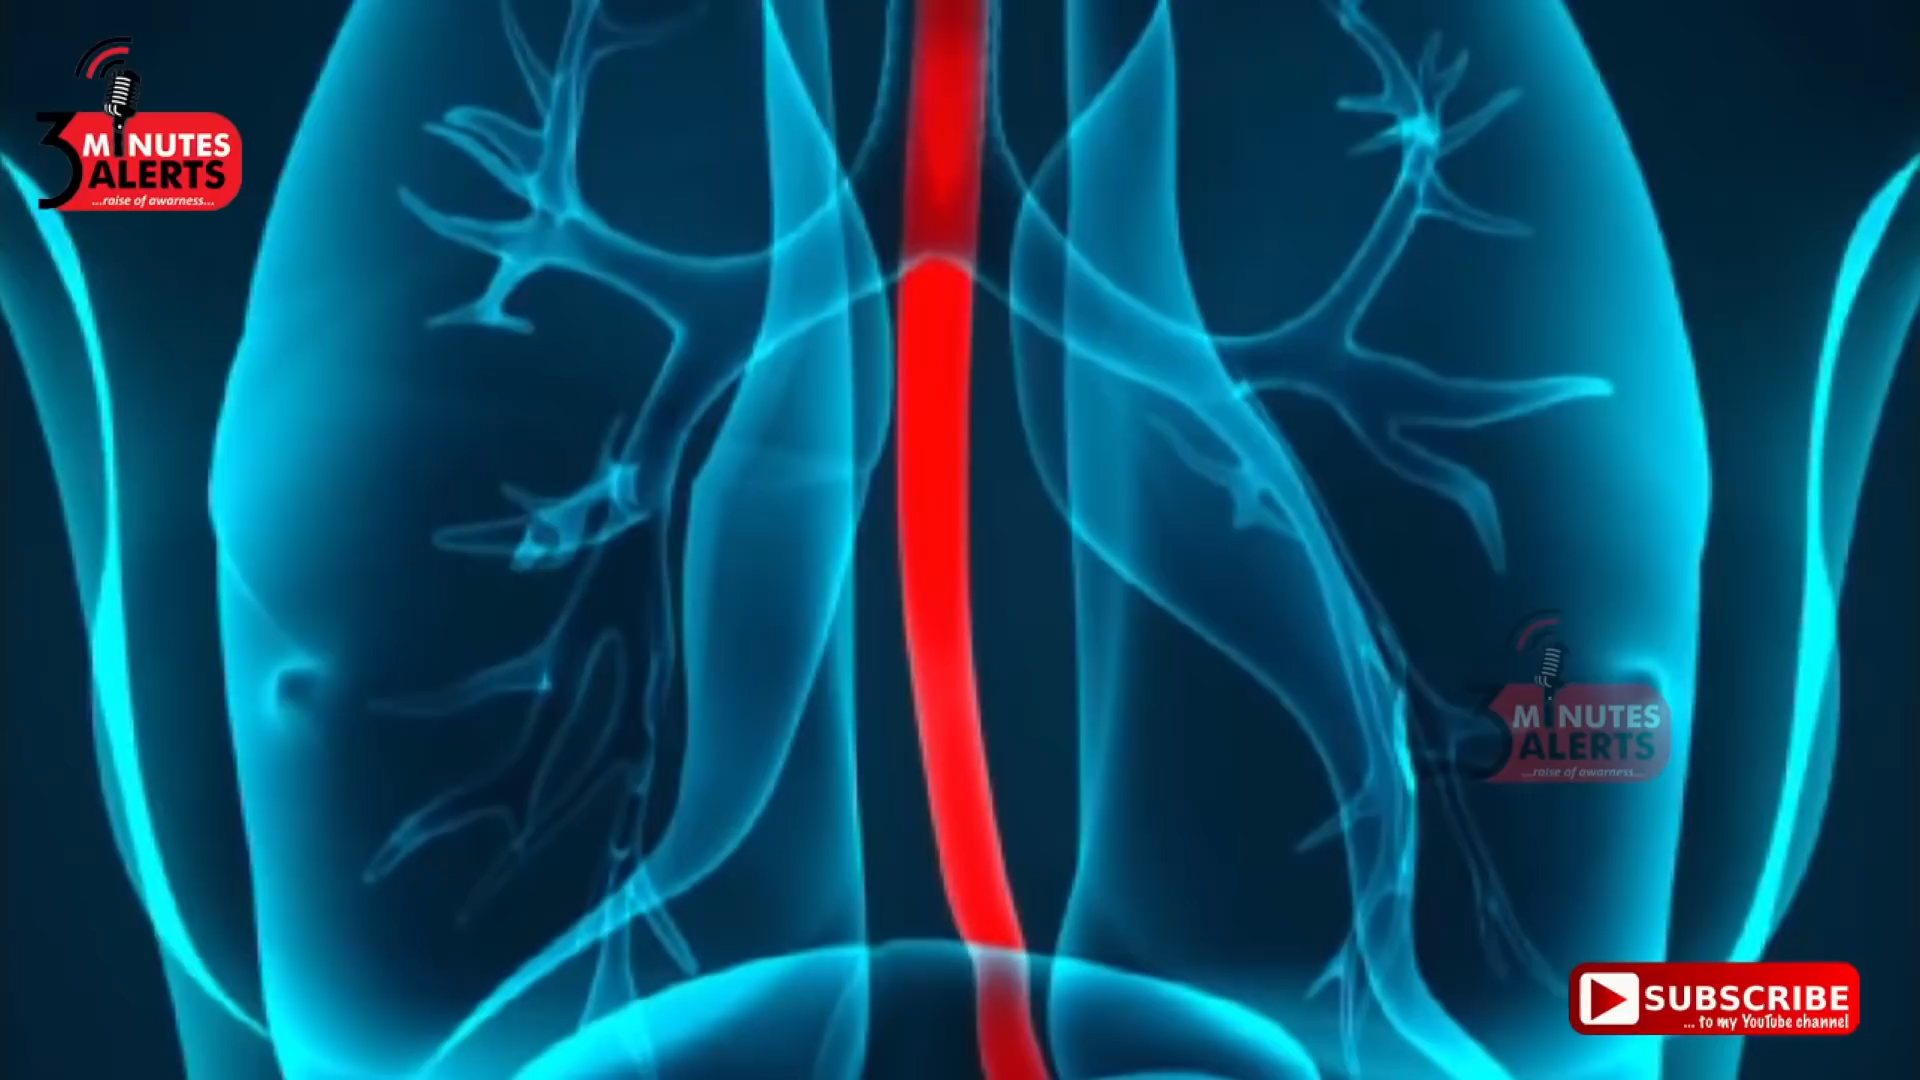 3 MINUTES
ALERTS
...raise of awarness...
3 MINUTES
ALERTS
...raise of awarness...
SUBSCRIBE
... to my YouTube channel